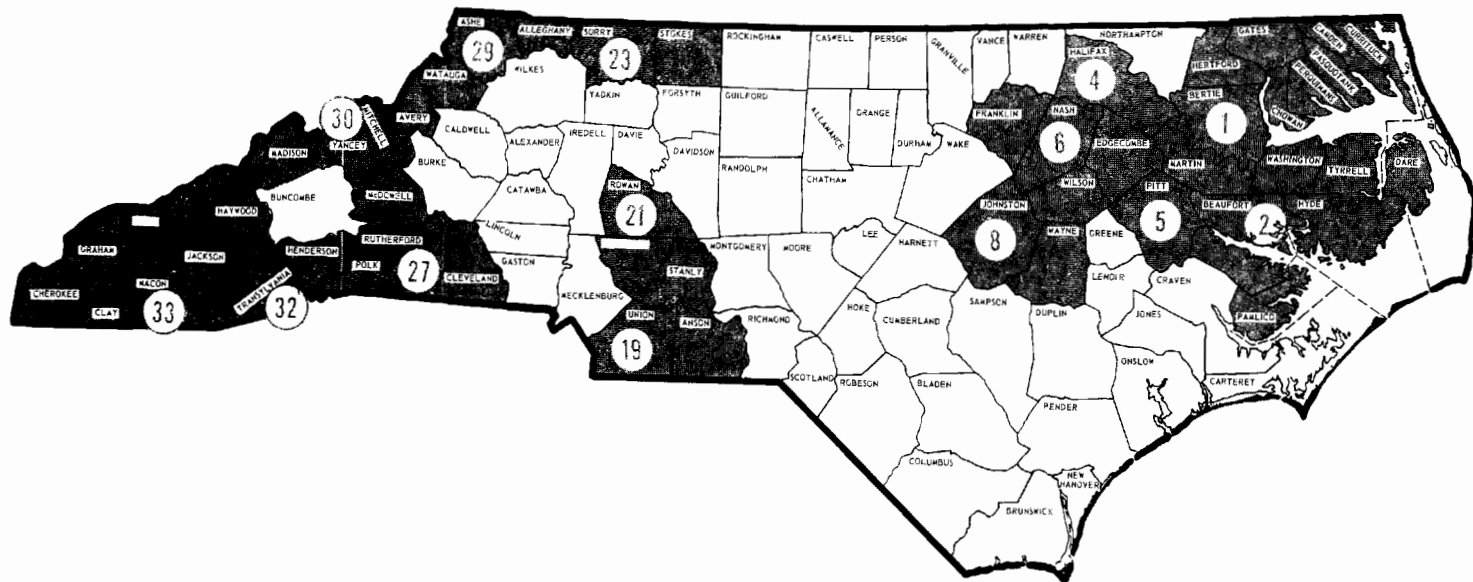 ASHE
ALLEGHANY
SURRY
STOKES
ROCKINGHAM
CASWELL
PERSON
GRANVILLE
VANCE
WARREN
NORTHAMPTON
HALIFAX
GATES
HERTFORD
CAMDEN
CURRITUCK
PASQUOTANK
PERQUIMANS
CHOWAN
29
23
4
1
WATAUGA
WILKES
YADKIN
FORSYTH
GUILFORD
ALLAMANCE
ORANGE
DURHAM
WAKE
FRANKLIN
NASH
6
EDGECOMBE
BERTIE
MARTIN
WASHINGTON
TYRRELL
DARE
30
MITCHELL
AVERY
YANCEY
MADISON
CALDWELL
ALEXANDER
IREDELL
DAVIE
DAVIDSON
RANDOLPH
CHATHAM
BURKE
CATAWBA
ROWAN
21
WILSON
JOHNSTON
8
WAYNE
GREENE
PITT
5
BEAUFORT
2
HYDE
BUNCOMBE
McDOWELL
HAYWOOD
GRAHAM
JACKSON
HENDERSON
RUTHERFORD
POLK
27
CLEVELAND
LINCOLN
GASTON
MECKLENBURG
STANLY
MONTGOMERY
MOORE
LEE
HARNETT
LENOIR
CRAVEN
PAMLICO
CHEROKEE
CLAY
MACON
33
TRANSYLVANIA
32
UNION
19
ANSON
RICHMOND
HOKE
CUMBERLAND
SAMPSON
DUPLIN
JONES
ONSLOW
CARTERET
SCOTLAND
ROBESON
BLADEN
PENDER
COLUMBUS
NEW
HANOVER
BRUNSWICK